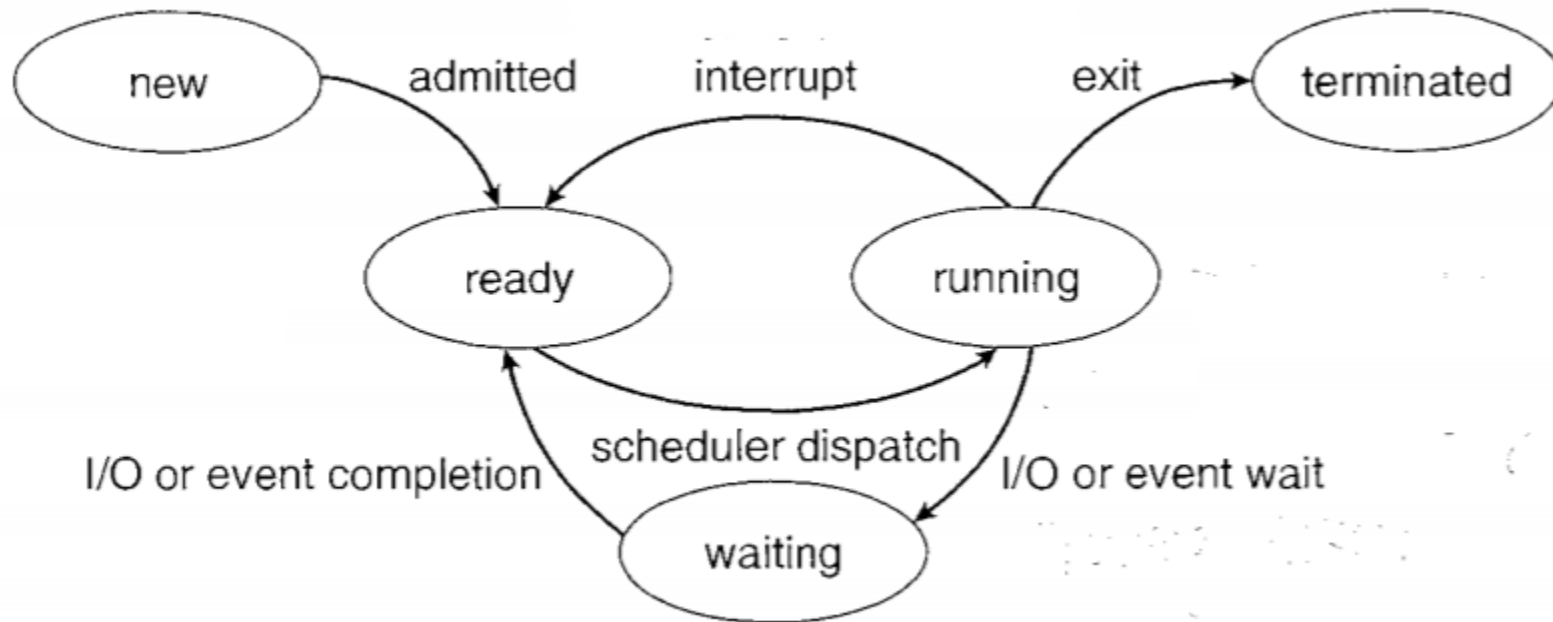 new
admitted
interrupt
exit
terminated
ready
running
I/O or event completion
scheduler dispatch
I/O or event wait
waiting